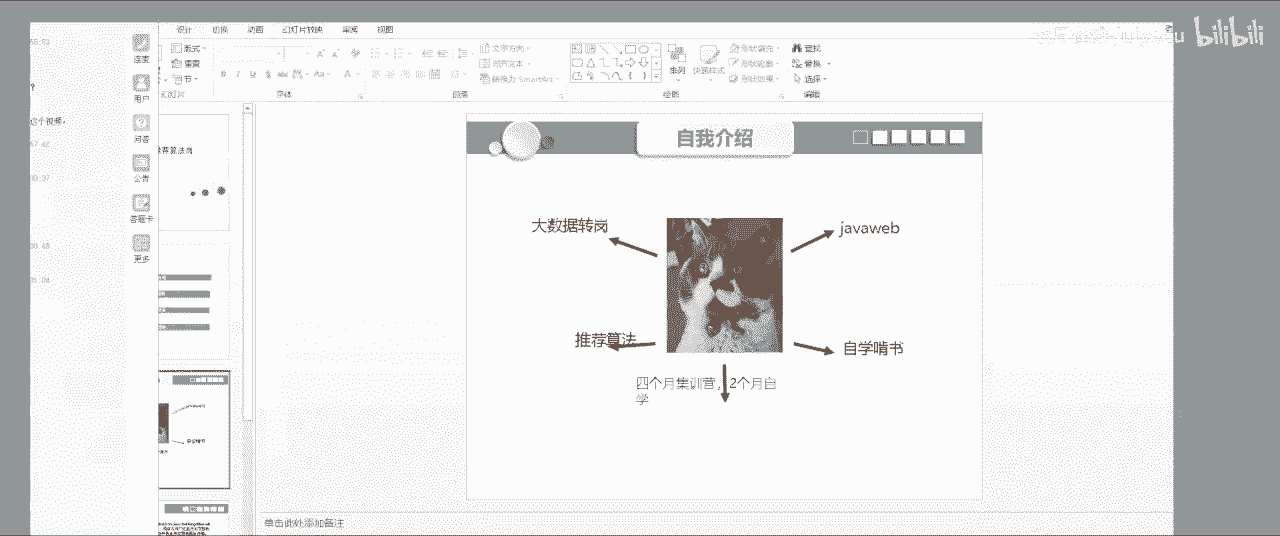 bilibili
设计 切换 动画 幻灯片放映 审阅 视图
版式
重置
节
文字方向
对齐文本
转换为 SmartArt
排列
快速样式
形状填充
形状轮廓
形状效果
查找
替换
选择
幻灯片
字体
段落
绘图
编辑
连麦
用户
问答
公告
答题卡
更多
这个视频。
荐算法岗
自我介绍
大数据转岗
javaweb
推荐算法
自学啃书
四个月集训营，2个月自
学
单击此处添加备注